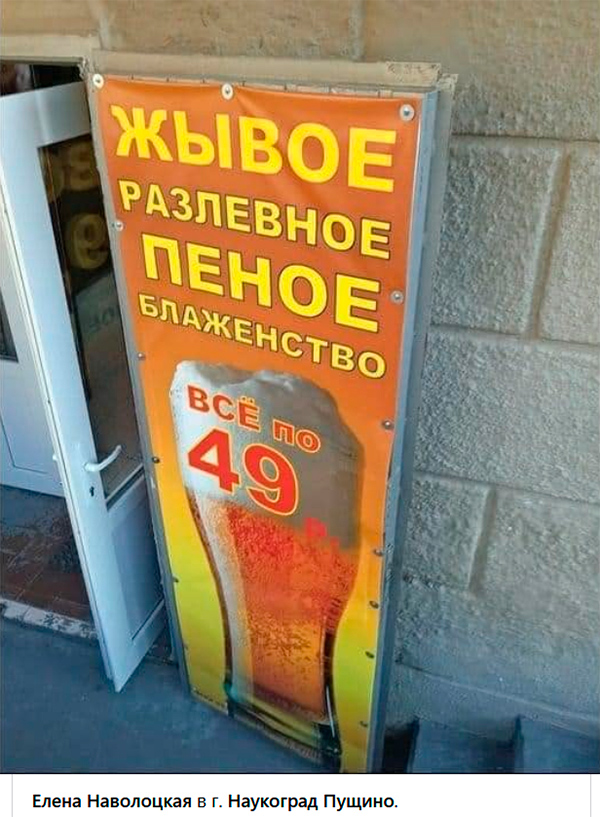 ЖЫВОЕ
РАЗЛЕВНОЕ
ПЕНОЕ
БЛАЖЕНСТВО
ВСЁ ПО
49
р.
Елена Наволоцкая в г. Наукоград Пущино.